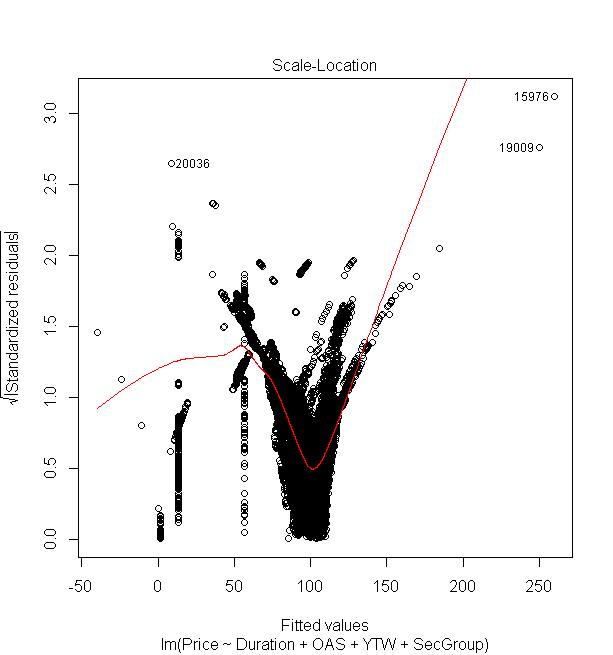 Scale-Location
√|Standardized residuals|
3.0
2.5
2.0
1.5
1.0
0.5
0.0
15976
19009
20036
-50 0 50 100 150 200 250
Fitted values
lm(Price ~ Duration + OAS + YTW + SecGroup)